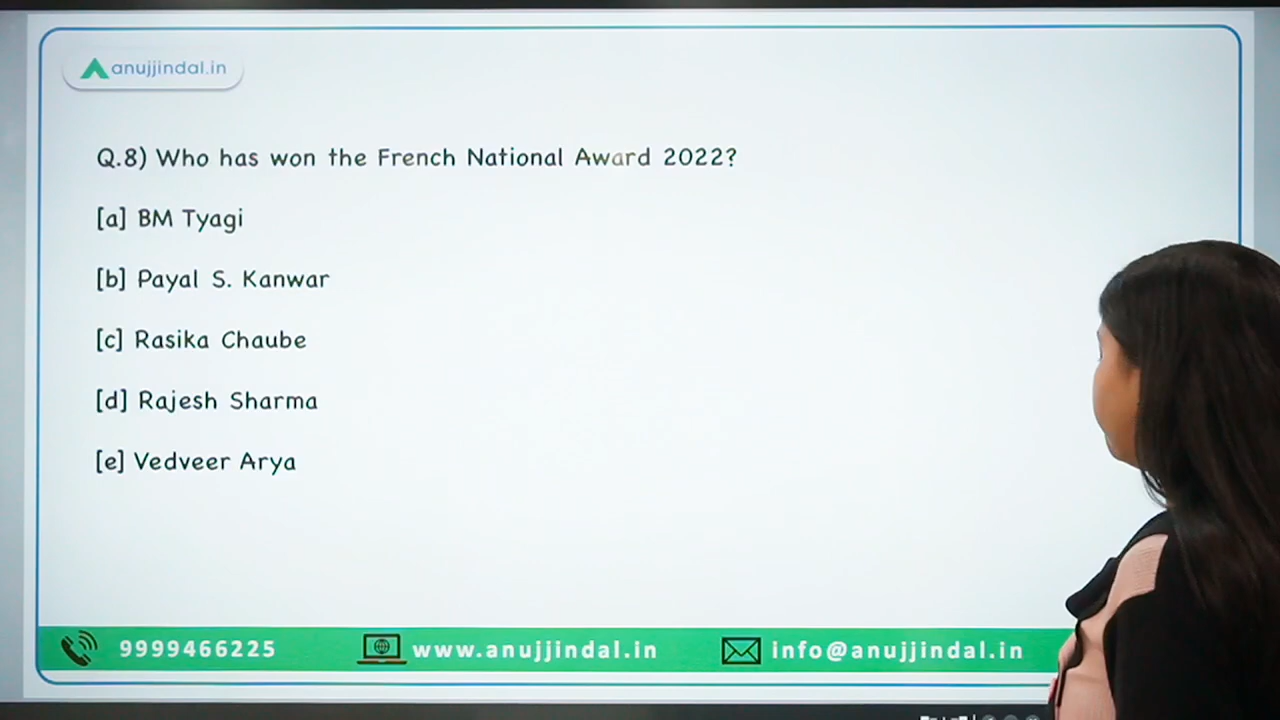 anujjindal.in
Q.8) Who has won the French National Award 2022?
[a] BM Tyagi
[b] Payal S. Kanwar
[c] Rasika Chaube
[d] Rajesh Sharma
[e] Vedveer Arya
9999466225 www.anujjindal.in info@anujjindal.in